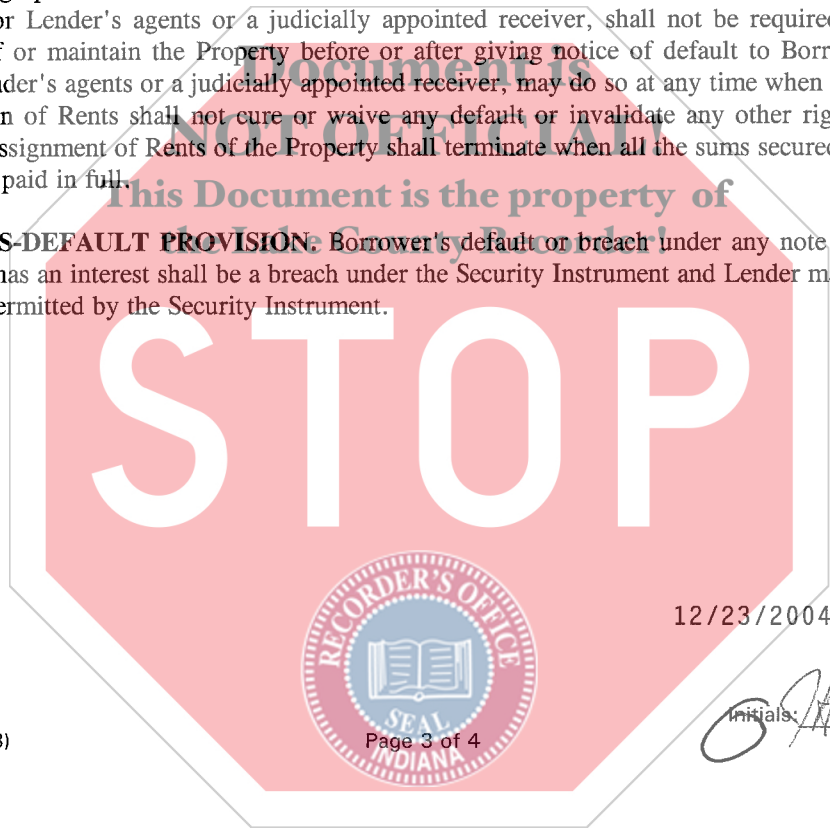 or Lender's agents or a judicially appointed receiver, shall not be required
f or maintain the Property before or after giving notice of default to Borr
der's agents or a judicially appointed receiver, may do so at any time when
n of Rents shall not cure or waive any default or invalidate any other rig
ssignment of Rents of the Property shall terminate when all the sums secured
paid in full.
Document is
NOT OFFICIAL!
This Document is the property of
the Lake County Recorder!
S-DEFAULT PROVISION. Borrower's default or breach under any note
has an interest shall be a breach under the Security Instrument and Lender m
ermitted by the Security Instrument.
STOP
RECORDER'S OFFICE
SEAL
INDIANA
12/23/2004
Initials:
3)
Page 3 of 4